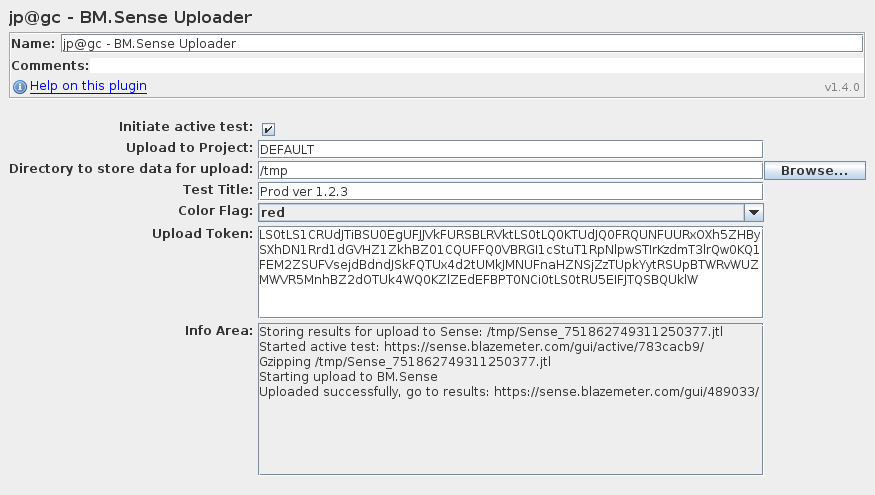 jp@gc - BM.Sense Uploader
Name: jp@gc - BM.Sense Uploader
Comments:
Help on this plugin v1.4.0
Initiate active test:
Upload to Project: DEFAULT
Directory to store data for upload: /tmp Browse...
Test Title: Prod ver 1.2.3
Color Flag: red
Upload Token: LS0tLS1CRUdJTiBSU0EgUFJJVkFURSBLRVktLS0tLQ0KTUdJQ0FRQUNFUURxOXh5ZHBy
SXhDN1Rrd1dGVHZ1ZkhBZ01CQUFFQ0VBRGI1cStuT1RpNlpwSTlrKzdmT3lrQw0KQ1
FEM2ZSUFVsejdBdndJSkFQTUx4d2tUMkJMNUFnaHZNSjZzTUpkYytRSUpBTWRvWUZ
MWVR5MnhBZ2dOTUk4WQ0KZlZEdEFBPT0NCi0tLS0tRU5EIFJTQSBQUklW
Info Area: Storing results for upload to Sense: /tmp/Sense_751862749311250377.jtl
Started active test: https://sense.blazemeter.com/gui/active/783cacb9/
Gzipping /tmp/Sense_751862749311250377.jtl
Starting upload to BM.Sense
Uploaded successfully, go to results: https://sense.blazemeter.com/gui/489033/